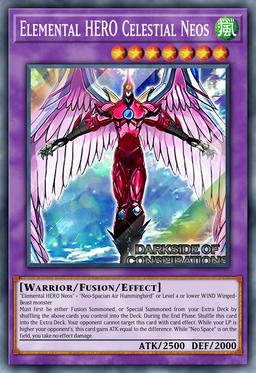 Elemental HERO Celestial Neos
風
DARKSIDE OF
CONSPIRATIONS
[Warrior/Fusion/Effect]
"Elemental HERO Neos" + "Neo-Spacian Air Hummingbird" or Level 4 or lower WIND Winged-
Beast monster
Must first be either Fusion Summoned, or Special Summoned from your Extra Deck by
shuffling the above cards you control into the Deck. During the End Phase: Shuffle this card
into the Extra Deck. Your opponent cannot target this card with card effect. While your LP is
higher your opponent's, this card gains ATK equal to the difference. While "Neo Space" is on the
field, you take no effect damage.
ATK/2500 DEF/2000